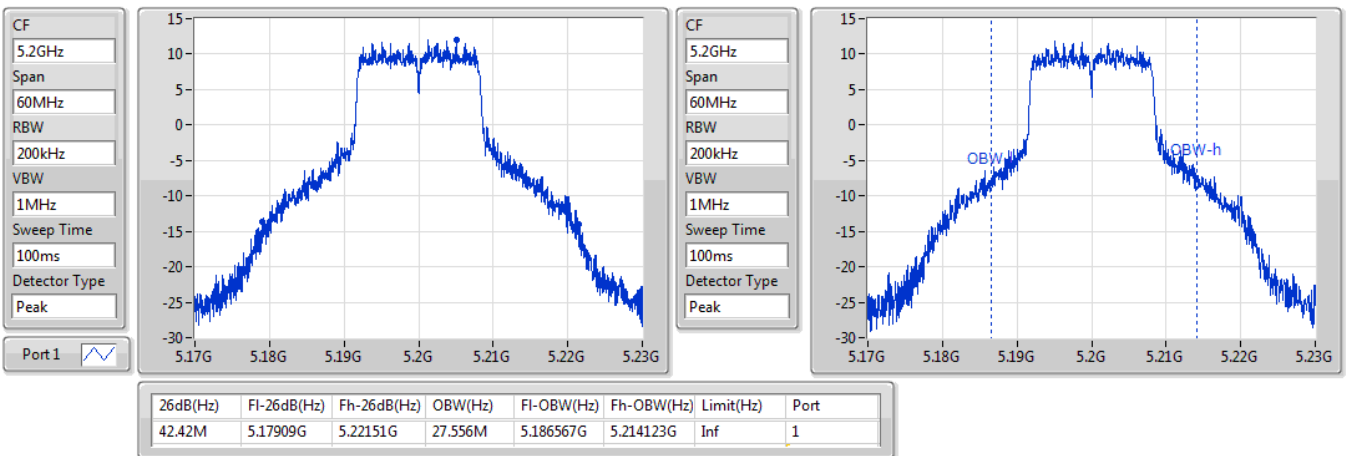 CF
5.2GHz
Span
60MHz
RBW
200kHz
VBW
1MHz
Sweep Time
100ms
Detector Type
Peak
Port 1
15
10
5
0
-5
-10
-15
-20
-25
-30
5.17G 5.18G 5.19G 5.2G 5.21G 5.22G 5.23G
CF
5.2GHz
Span
60MHz
RBW
200kHz
VBW
1MHz
Sweep Time
100ms
Detector Type
Peak
15
10
5
0
-5
-10
-15
-20
-25
-30
OBW
OBW-h
5.17G 5.18G 5.19G 5.2G 5.21G 5.22G 5.23G
26dB(Hz) Fl-26dB(Hz) Fh-26dB(Hz) OBW(Hz) Fl-OBW(Hz) Fh-OBW(Hz) Limit(Hz) Port
42.42M 5.17909G 5.22151G 27.556M 5.186567G 5.214123G Inf 1